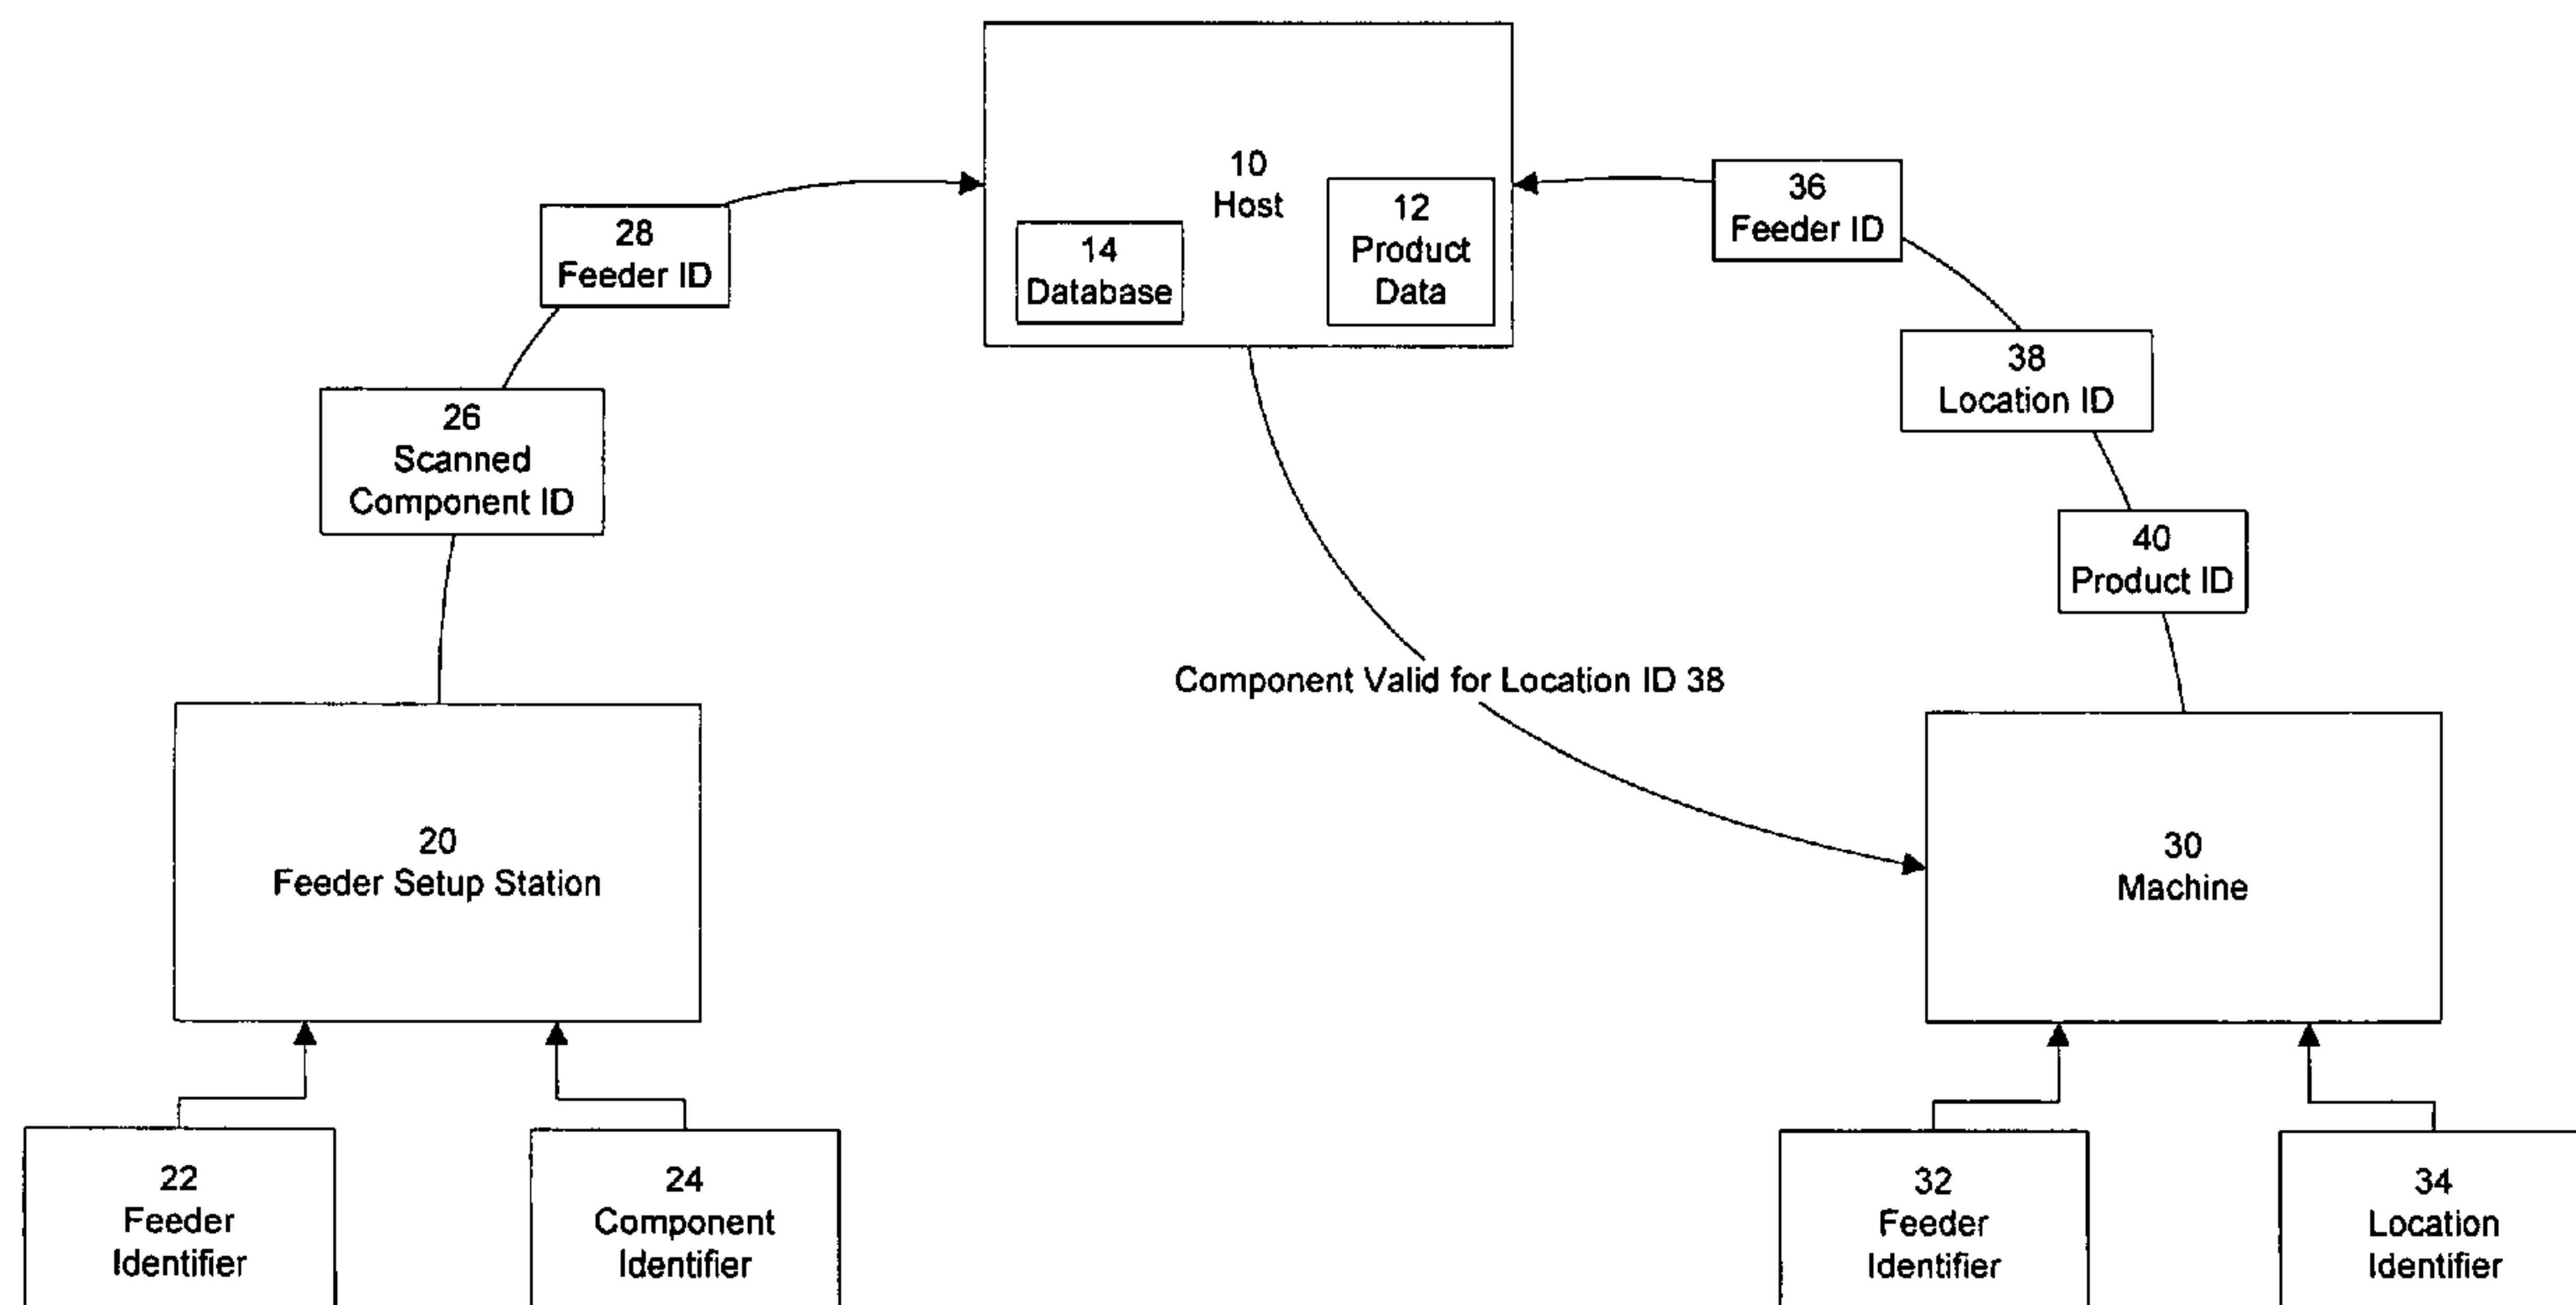 10
Host
12
Product
Data
14
Database
28
Feeder ID
36
Feeder ID
38
Location ID
26
Scanned
Component ID
40
Product ID
Component Valid for Location ID 38
20
Feeder Setup Station
30
Machine
22
Feeder
Identifier
24
Component
Identifier
32
Feeder
Identifier
34
Location
Identifier